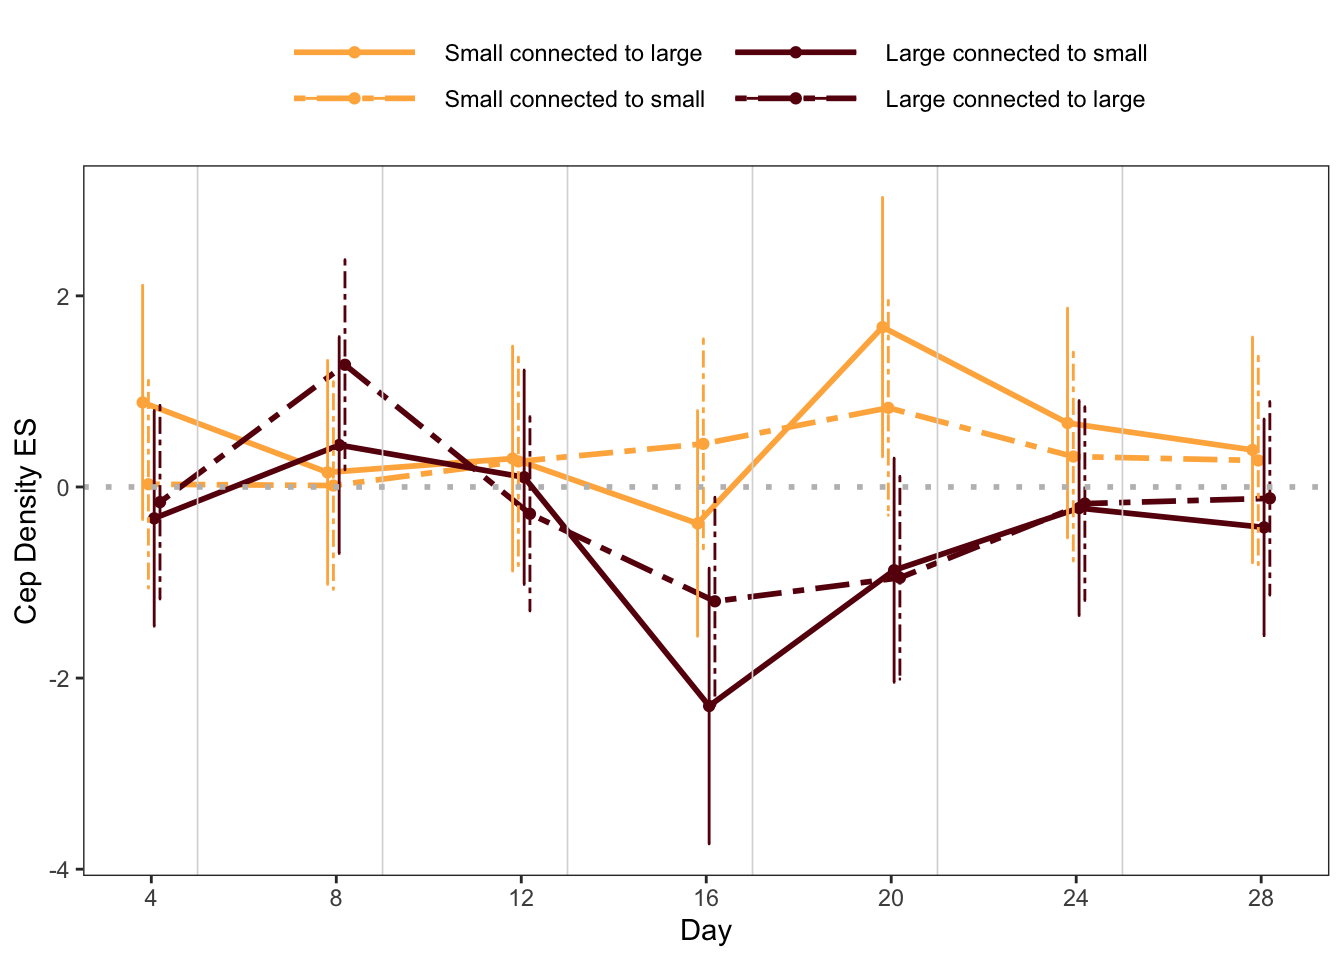 Small connected to large
Large connected to small
Small connected to small
Large connected to large
Cep Density ES
2
0
-2
-4
4 8 12 16 20 24 28
Day